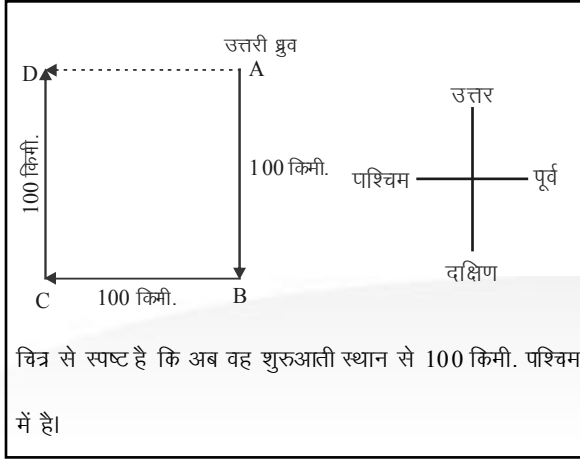 उत्तरी ध्रुव
D
A
उत्तर
100 किमी.
100 किमी.
पश्चिम
पूर्व
दक्षिण
C
100 किमी.
B
चित्र से स्पष्ट है कि अब वह शुरुआती स्थान से 100 किमी. पश्चिम
में है।